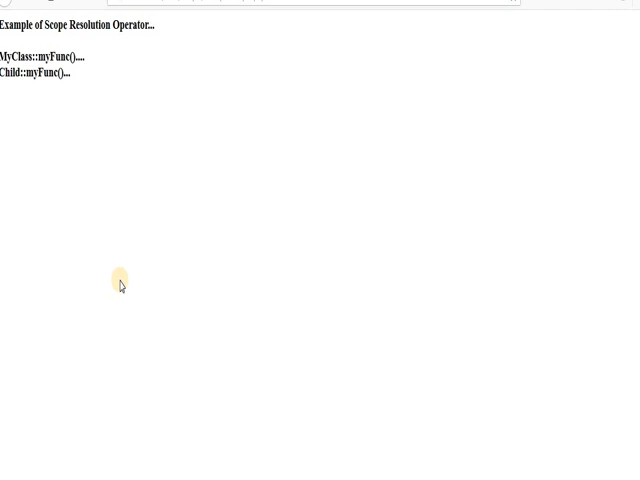 Example of Scope Resolution Operator...
MyClass::myFunc()....
Child::myFunc()...